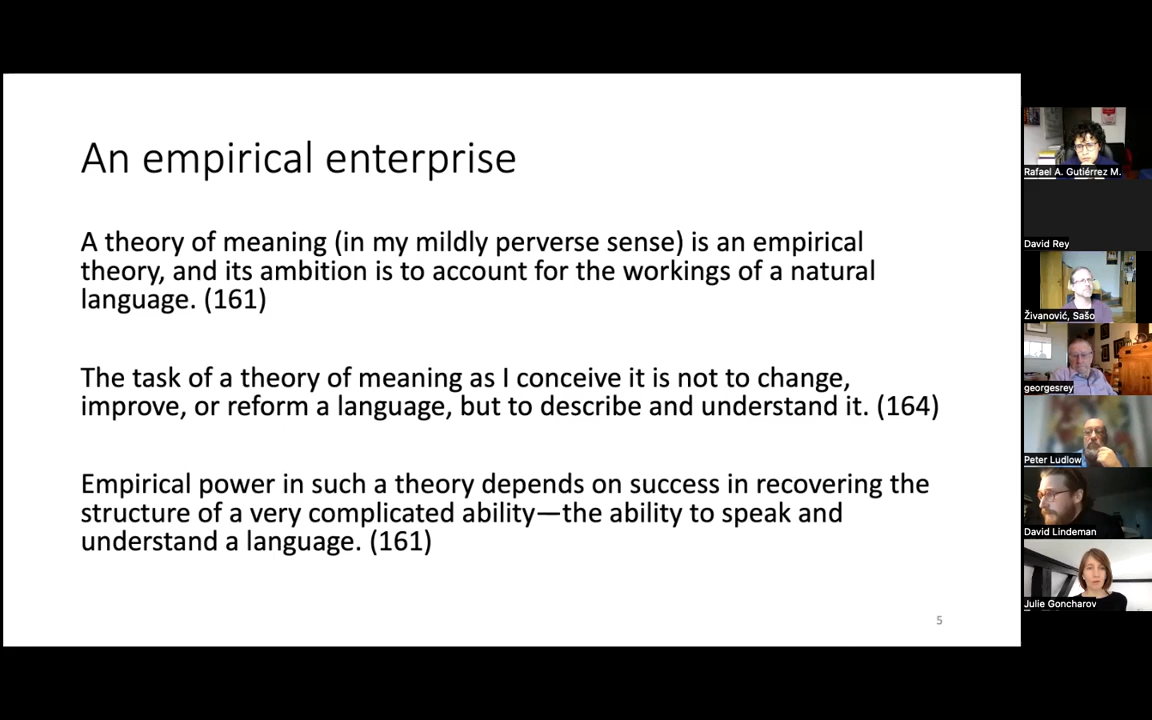 An empirical enterprise
A theory of meaning (in my mildly perverse sense) is an empirical
theory, and its ambition is to account for the workings of a natural
language. (161)
The task of a theory of meaning as I conceive it is not to change,
improve, or reform a language, but to describe and understand it. (164)
Empirical power in such a theory depends on success in recovering the
structure of a very complicated ability—the ability to speak and
understand a language. (161)
5
Rafael A. Gutiérrez M.
David Rey
Živanović, Sašo
georgesrey
Peter Ludlow
David Lindeman
Julie Goncharov